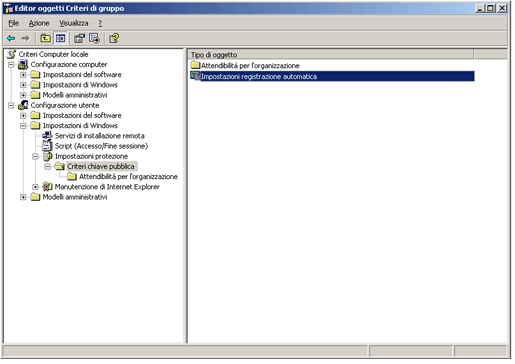 Editor oggetti Criteri di gruppo
File Azione Visualizza ?
Criteri Computer locale
Configurazione computer
Impostazioni del software
Impostazioni di Windows
Modelli amministrativi
Configurazione utente
Impostazioni del software
Impostazioni di Windows
Servizi di installazione remota
Script (Accesso/Fine sessione)
Impostazioni protezione
Criteri chiave pubblica
Attendibilità per l'organizzazione
Manutenzione di Internet Explorer
Modelli amministrativi
Tipo di oggetto
Attendibilità per l'organizzazione
Impostazioni registrazione automatica